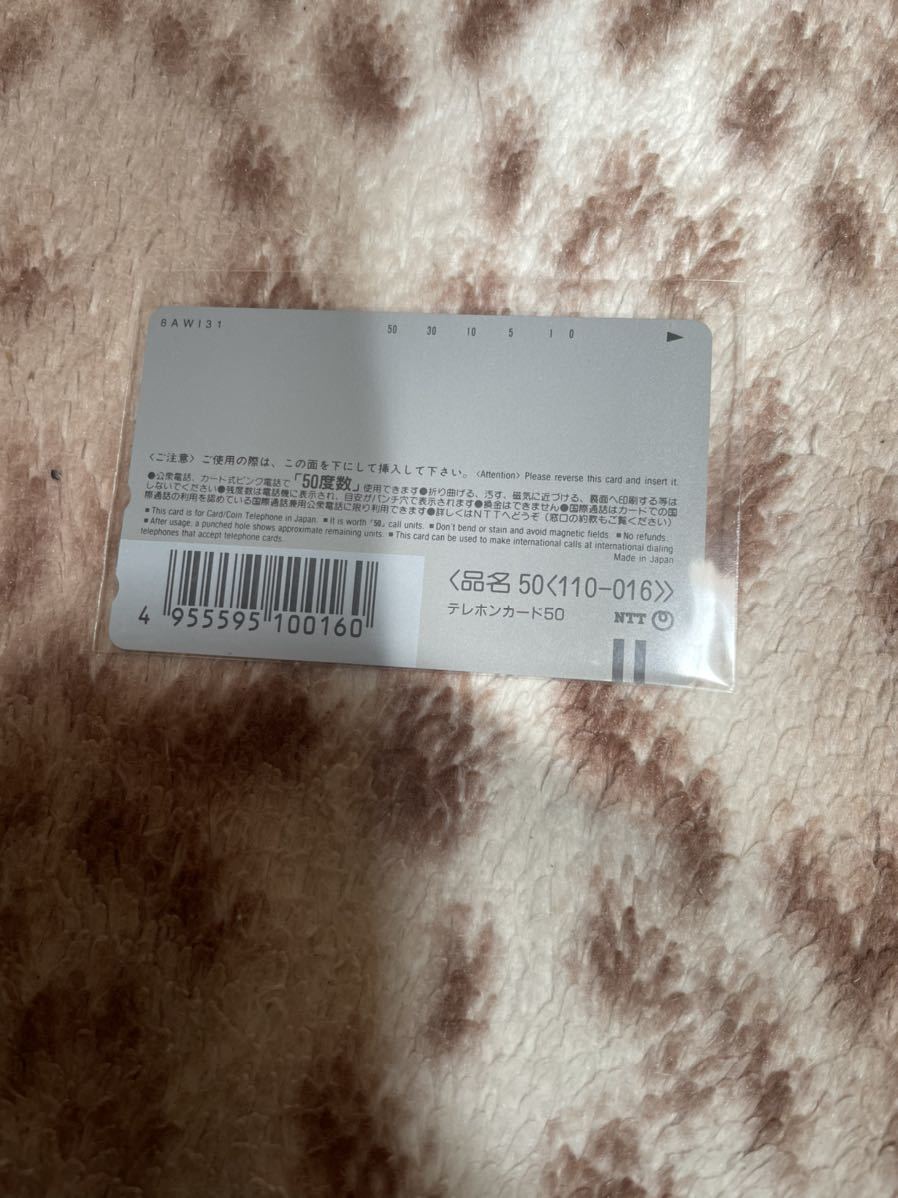 6AWI31
50 30 10 5 1 0
〈ご注意〉ご使用の際は、この面を下にして挿入して下さい。〈Attention〉Please reverse this card and insert it.
●公衆電話、カード式ピンク電話で「50度数」使用できます●折り曲げる、汚す、磁気に近づける、裏面へ印刷する等は
しないでください●残度数は電話機に表示され、目安がパンチ穴で表示されます●換金はできません●国際通話はカードでの国
際通話の利用を認めている国際通話兼用公衆電話に限り利用できます●詳しくはNTTへどうぞ（窓口の約款もご覧ください）
■This card is for Card/Coin Telephone in Japan. ■It is worth「50」call units. ■Don't bend or stain and avoid magnetic fields. ■No refunds.
■After usage, a punched hole shows approximate remaining units. ■This card can be used to make international calls at international dialing
telephones that accept telephone cards.
Made in Japan
4 955595 100160
〈品名 50〈110-016〉〉
テレホンカード50
NTT